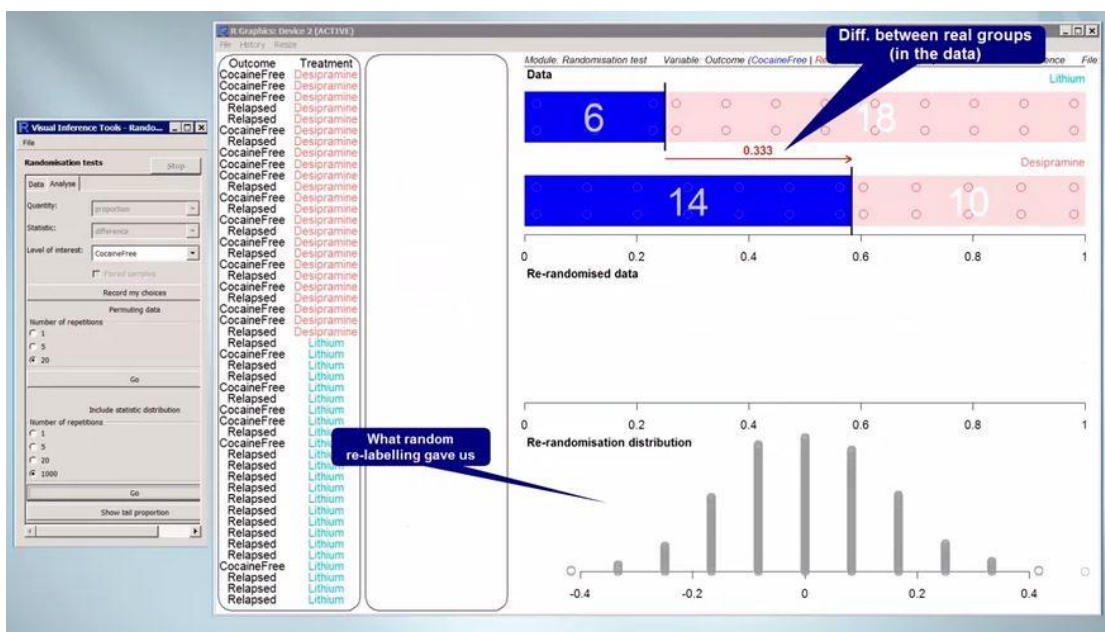 R Graphics: Device 2 (ACTIVE)
File History Resize
Diff. between real groups
(in the data)
Outcome Treatment
CocaineFree Desipramine
CocaineFree Desipramine
CocaineFree Desipramine
Relapsed Desipramine
Relapsed Desipramine
CocaineFree Desipramine
Relapsed Desipramine
CocaineFree Desipramine
CocaineFree Desipramine
CocaineFree Desipramine
Relapsed Desipramine
CocaineFree Desipramine
Relapsed Desipramine
CocaineFree Desipramine
Relapsed Desipramine
CocaineFree Desipramine
Relapsed Desipramine
CocaineFree Desipramine
Relapsed Desipramine
CocaineFree Desipramine
Relapsed Desipramine
CocaineFree Desipramine
CocaineFree Desipramine
Relapsed Desipramine
Relapsed Lithium
CocaineFree Lithium
Relapsed Lithium
Relapsed Lithium
CocaineFree Lithium
Relapsed Lithium
CocaineFree Lithium
CocaineFree Lithium
Relapsed
CocaineFree
Relapsed
Relapsed Lithium
Relapsed Lithium
Relapsed Lithium
Relapsed Lithium
Relapsed Lithium
Relapsed Lithium
Relapsed Lithium
Relapsed Lithium
Relapsed Lithium
CocaineFree Lithium
Relapsed Lithium
Relapsed Lithium
Relapsed Lithium
Visual Inference Tools - Rando...
File
Randomisation tests
Stop
Data Analyse
Quantity: proportion
Statistic: difference
Level of interest: CocaineFree
Paired samples
Record my choices
Permuting data
Number of repetitions
1
5
20
Go
Include statistic distribution
Number of repetitions
1
5
20
1000
Go
Show tail proportion
Module: Randomisation test Variable: Outcome (CocaineFree | File
Data
Lithium
6 18
0.333
Desipramine
14 10
0 0.2 0.4 0.6 0.8 1
Re-randomised data
0 0.2 0.4 0.6 0.8 1
Re-randomisation distribution
What random
re-labelling gave us
-0.4 -0.2 0 0.2 0.4